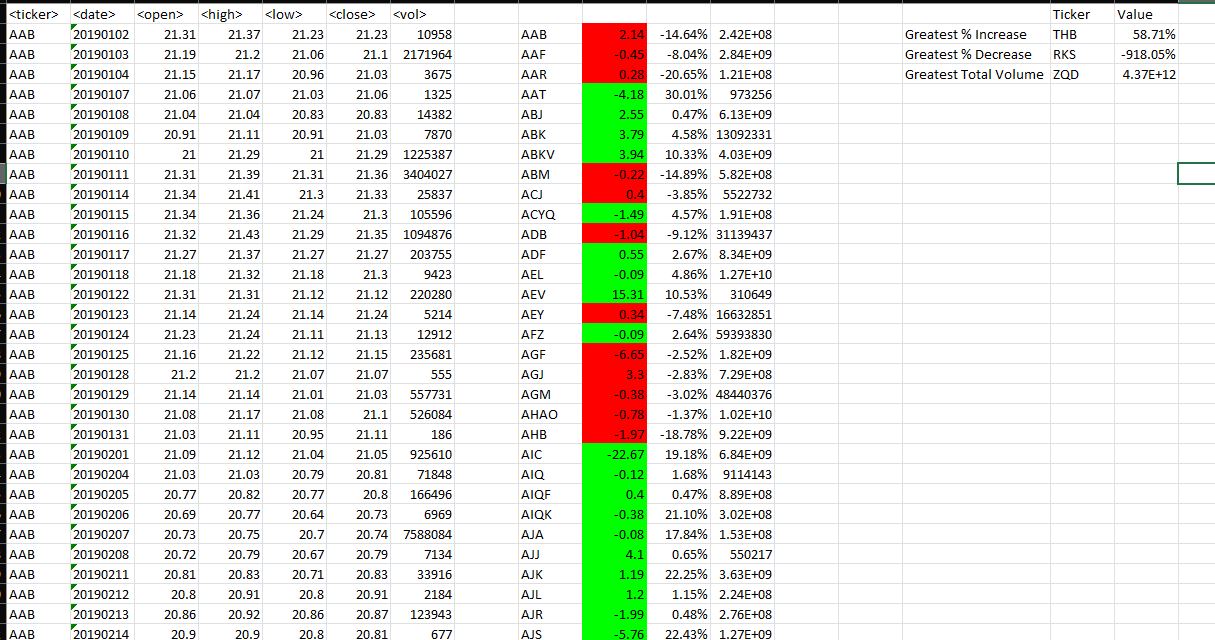 <ticker> <date> <open> <high> <low> <close> <vol> Ticker Value
AAB 20190102 21.31 21.37 21.23 21.23 10958 AAB 2.14 -14.64% 2.42E+08 Greatest % Increase THB 58.71%
AAB 20190103 21.19 21.2 21.06 21.1 2171964 AAF -0.45 -8.04% 2.84E+09 Greatest % Decrease RKS -918.05%
AAB 20190104 21.15 21.17 20.96 21.03 3675 AAR 0.28 -20.65% 1.21E+08 Greatest Total Volume ZQD 4.37E+12
AAB 20190107 21.06 21.07 21.03 21.06 1325 AAT -4.18 30.01% 973256
AAB 20190108 21.04 21.04 20.83 20.83 14382 ABJ 2.55 0.47% 6.13E+09
AAB 20190109 20.91 21.11 20.91 21.03 7870 ABK 3.79 4.58% 13092331
AAB 20190110 21 21.29 21 21.29 1225387 ABKV 3.94 10.33% 4.03E+09
AAB 20190111 21.31 21.39 21.31 21.36 3404027 ABM -0.22 -14.89% 5.82E+08
AAB 20190114 21.34 21.41 21.3 21.33 25837 ACJ 0.4 -3.85% 5522732
AAB 20190115 21.34 21.36 21.24 21.3 105596 ACYQ -1.49 4.57% 1.91E+08
AAB 20190116 21.32 21.43 21.29 21.35 1094876 ADB -1.04 -9.12% 31139437
AAB 20190117 21.27 21.37 21.27 21.27 203755 ADF 0.55 2.67% 8.34E+09
AAB 20190118 21.18 21.32 21.18 21.3 9423 AEL -0.09 4.86% 1.27E+10
AAB 20190122 21.31 21.31 21.12 21.12 220280 AEV 15.31 10.53% 310649
AAB 20190123 21.14 21.24 21.14 21.24 5214 AEY 0.34 -7.48% 16632851
AAB 20190124 21.23 21.24 21.11 21.13 12912 AFZ -0.09 2.64% 59393830
AAB 20190125 21.16 21.22 21.12 21.15 235681 AGF -6.65 -2.52% 1.82E+09
AAB 20190128 21.2 21.2 21.07 21.07 555 AGJ 3.3 -2.83% 7.29E+08
AAB 20190129 21.14 21.14 21.01 21.03 557731 AGM -0.38 -3.02% 48440376
AAB 20190130 21.08 21.17 21.08 21.1 526084 AHAO -0.78 -1.37% 1.02E+10
AAB 20190131 21.03 21.11 20.95 21.11 186 AHB -1.97 -18.78% 9.22E+09
AAB 20190201 21.09 21.12 21.04 21.05 925610 AIC -22.67 19.18% 6.84E+09
AAB 20190204 21.03 21.03 20.79 20.81 71848 AIQ -0.12 1.68% 9114143
AAB 20190205 20.77 20.82 20.77 20.8 166496 AIQF 0.4 0.47% 8.89E+08
AAB 20190206 20.69 20.77 20.64 20.73 6969 AIQK -0.38 21.10% 3.02E+08
AAB 20190207 20.73 20.75 20.7 20.74 7588084 AJA -0.08 17.84% 1.53E+08
AAB 20190208 20.72 20.79 20.67 20.79 7134 AJJ 4.1 0.65% 550217
AAB 20190211 20.81 20.83 20.71 20.83 33916 AJK 1.19 22.25% 3.63E+09
AAB 20190212 20.8 20.91 20.8 20.91 2184 AJL 1.2 1.15% 2.24E+08
AAB 20190213 20.86 20.92 20.86 20.87 123943 AJR -1.99 0.48% 2.76E+08
AAB 20190214 20.9 20.9 20.8 20.81 677 AJS -5.76 22.43% 1.27E+09